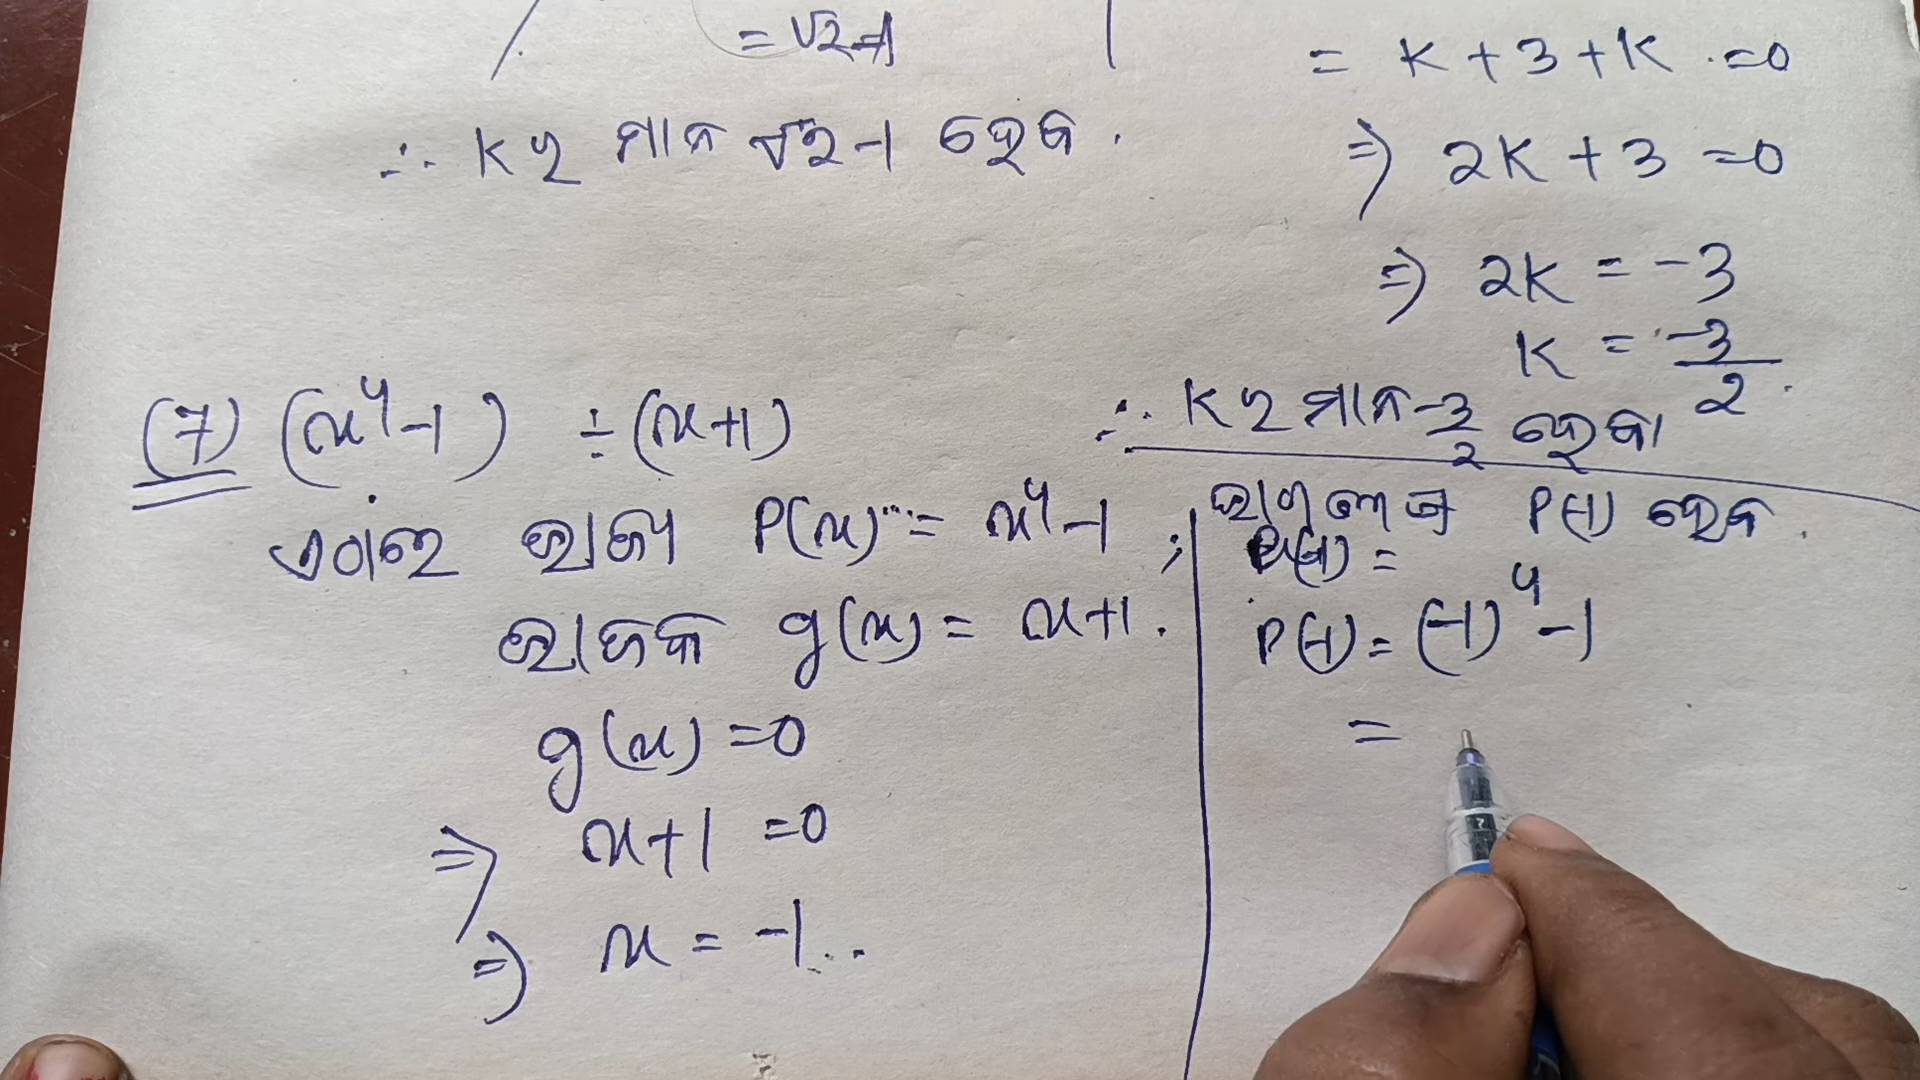 = √2-1
∴ K ର ମାନ √2-1 ହେବ .
= K + 3 + K = 0
⇒ 2K + 3 = 0
⇒ 2K = -3
K = -3/2
∴ K ର ମାନ -3/2 ହେବ।
(7) (x⁴-1) ÷ (x+1)
ଏଠାରେ ଭାଜ୍ୟ P(x) = x⁴-1 ;
ଭାଜକ g(x) = x+1 .
g(x) = 0
⇒ x+1 = 0
⇒ x = -1 ..
ଭାଗଶେଷ P(-1) ହେବ .
P(-1) =
P(-1) = (-1)⁴-1
=